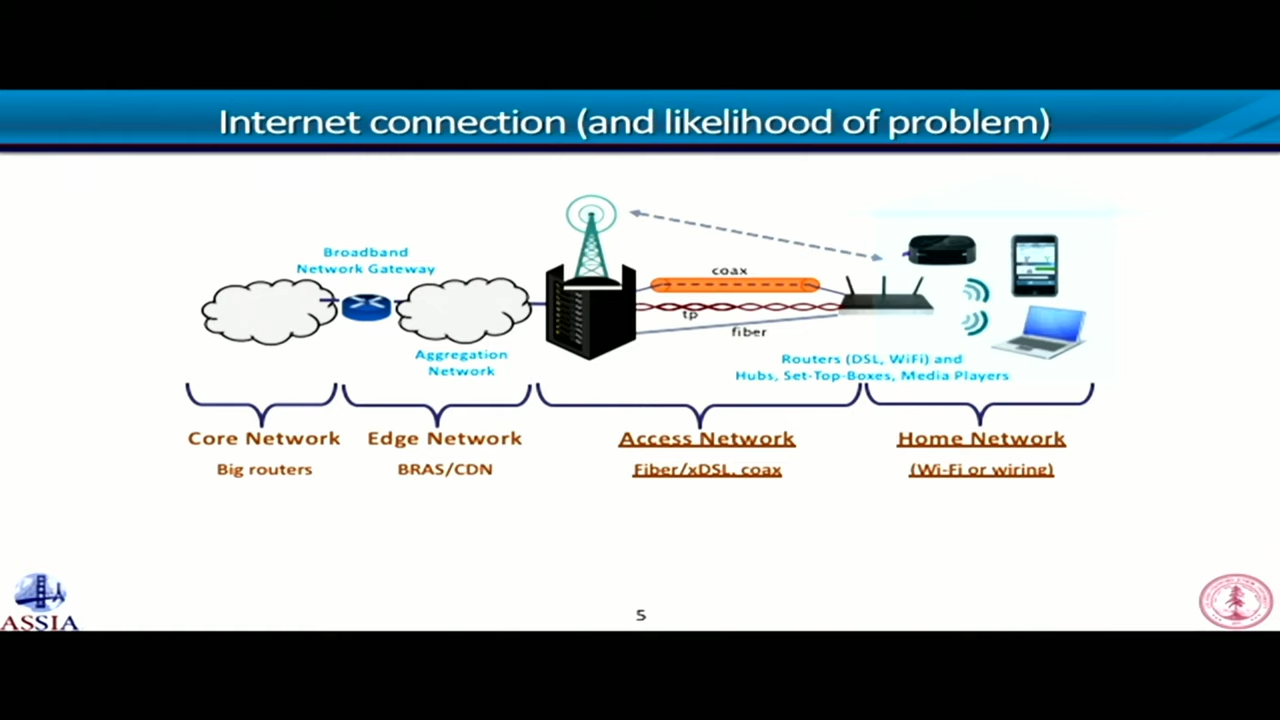 Internet connection (and likelihood of problem)
Broadband
Network Gateway
coax
tp
fiber
Aggregation
Network
Routers (DSL, WiFi) and
Hubs, Set-Top-Boxes, Media Players
Core Network
Edge Network
Access Network
Home Network
Big routers
BRAS/CDN
Fiber/xDSL, coax
(Wi-Fi or wiring)
ASSIA
5